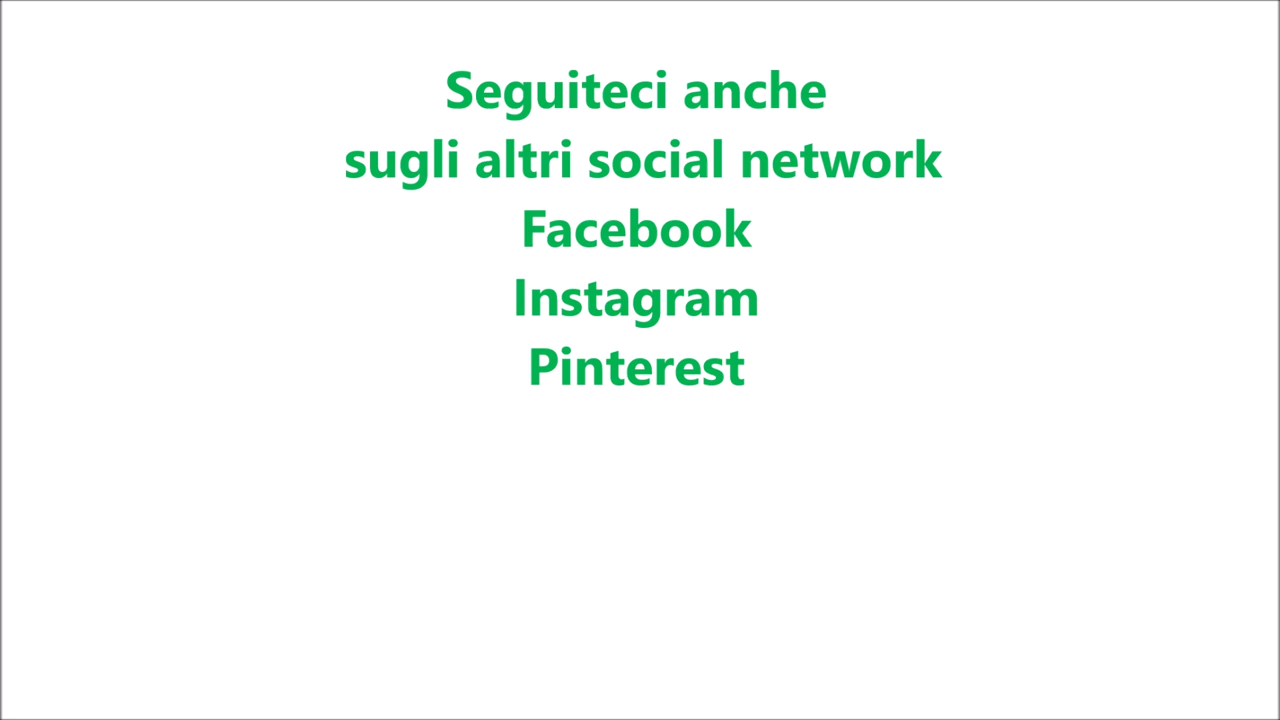 Seguiteci anche
sugli altri social network
Facebook
Instagram
Pinterest